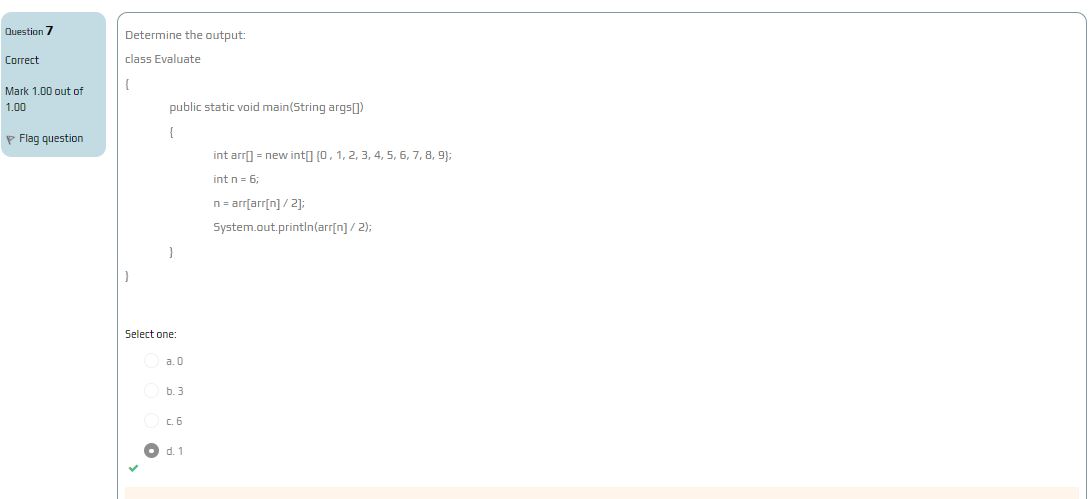 Question 7
Correct
Mark 1.00 out of
1.00
Flag question
Determine the output:
class Evaluate
{
public static void main(String args[])
{
int arr[] = new int[] {0 , 1, 2, 3, 4, 5, 6, 7, 8, 9};
int n = 6;
n = arr[arr[n] / 2];
System.out.println(arr[n] / 2);
}
}
Select one:
a. 0
b. 3
c. 6
d. 1